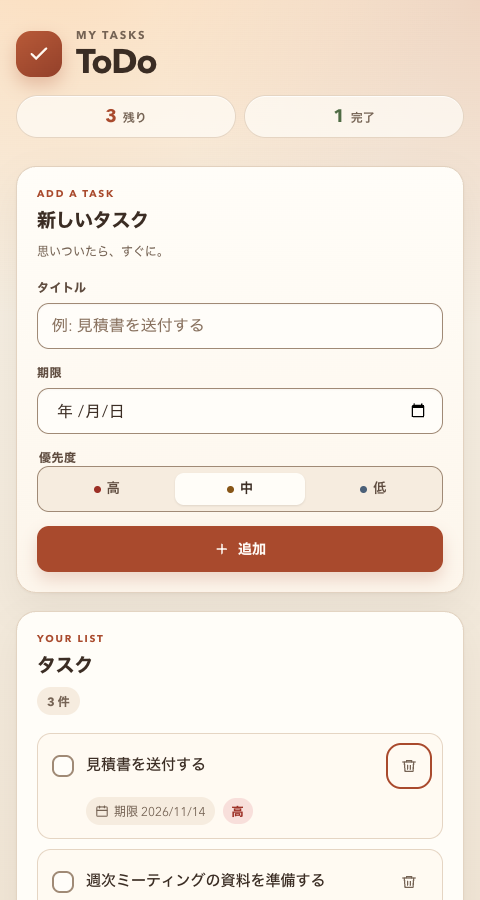 MY TASKS
ToDo
3 残り
1 完了
ADD A TASK
新しいタスク
思いついたら、すぐに。
タイトル
例: 見積書を送付する
期限
年 /月/日
優先度
高 中 低
＋ 追加
YOUR LIST
タスク
3 件
見積書を送付する
期限 2026/11/14 高
週次ミーティングの資料を準備する